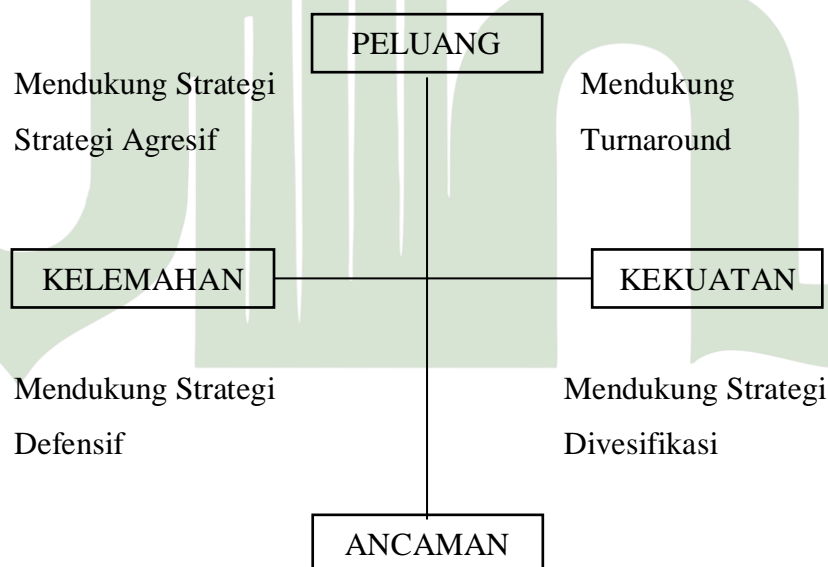 PELUANG
Mendukung Strategi
Strategi Agresif
Mendukung
Turnaround
KELEMAHAN
KEKUATAN
Mendukung Strategi
Defensif
Mendukung Strategi
Divesifikasi
ANCAMAN